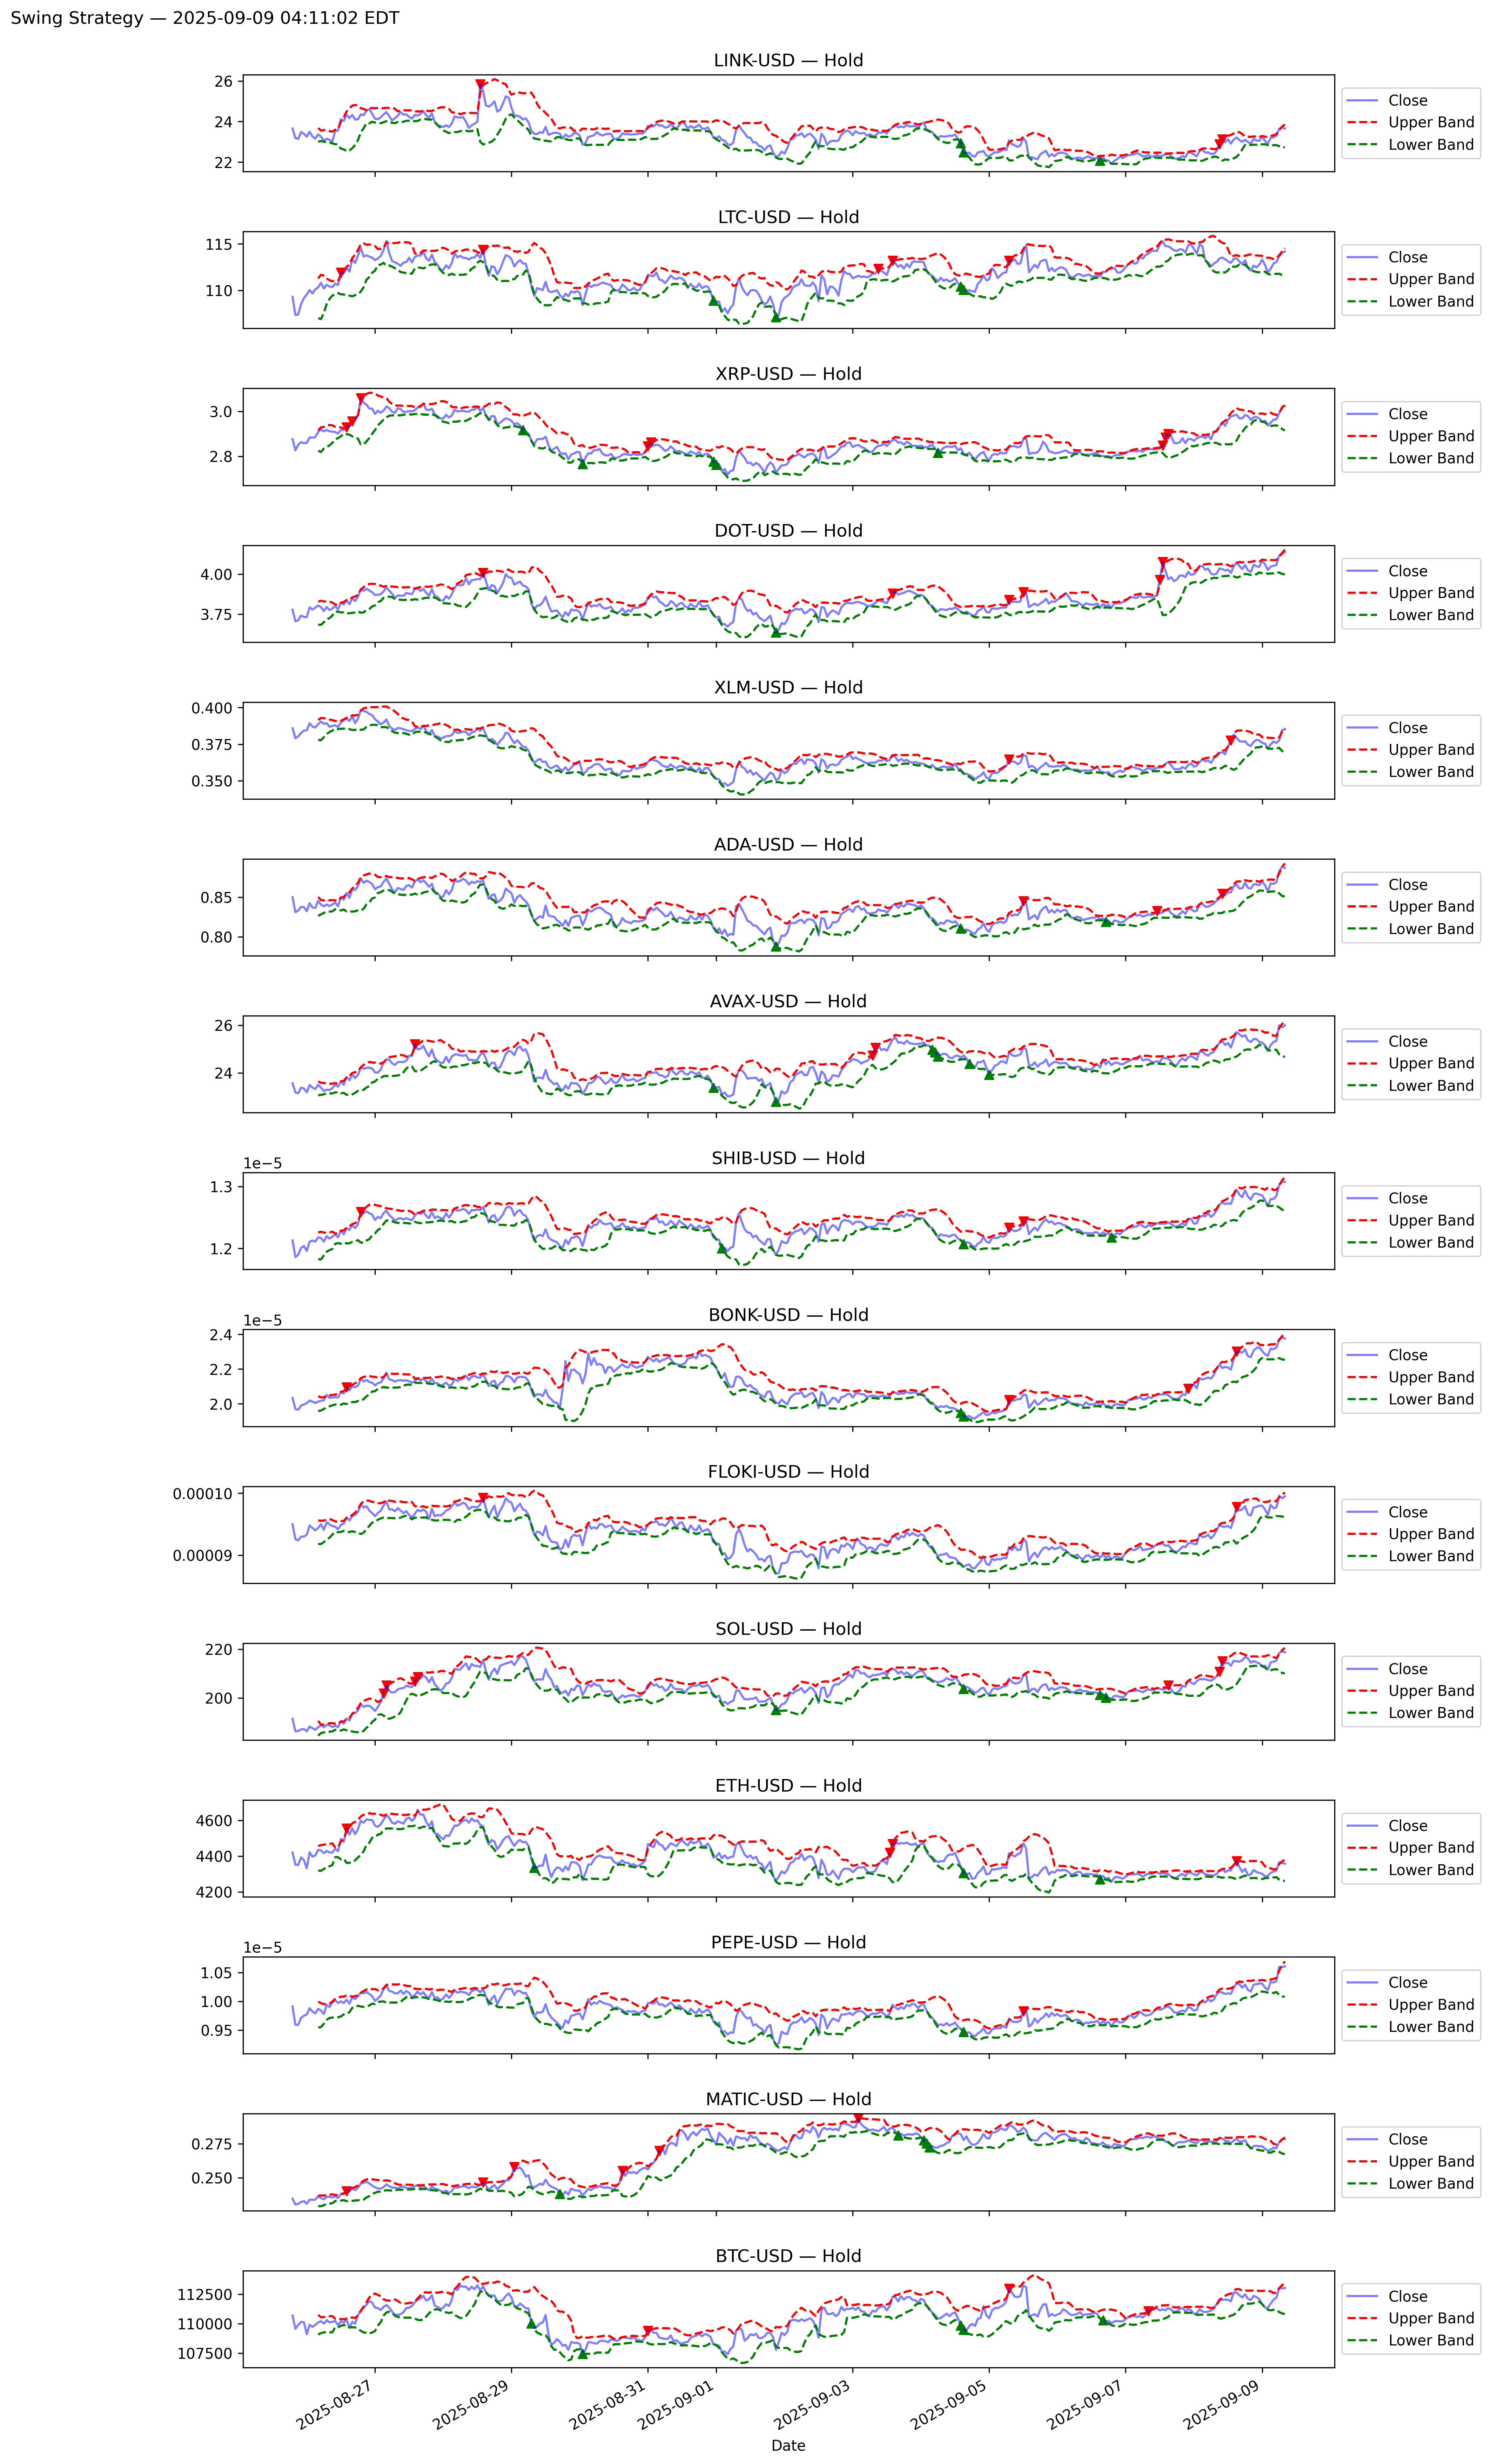 Swing Strategy — 2025-09-09 04:11:02 EDT
LINK-USD — Hold
26
24
22
Close
Upper Band
Lower Band
LTC-USD — Hold
115
110
Close
Upper Band
Lower Band
XRP-USD — Hold
3.0
2.8
Close
Upper Band
Lower Band
DOT-USD — Hold
4.00
3.75
Close
Upper Band
Lower Band
XLM-USD — Hold
0.400
0.375
0.350
Close
Upper Band
Lower Band
ADA-USD — Hold
0.85
0.80
Close
Upper Band
Lower Band
AVAX-USD — Hold
26
24
Close
Upper Band
Lower Band
SHIB-USD — Hold
1e−5
1.3
1.2
Close
Upper Band
Lower Band
BONK-USD — Hold
1e−5
2.4
2.2
2.0
Close
Upper Band
Lower Band
FLOKI-USD — Hold
0.00010
0.00009
Close
Upper Band
Lower Band
SOL-USD — Hold
220
200
Close
Upper Band
Lower Band
ETH-USD — Hold
4600
4400
4200
Close
Upper Band
Lower Band
PEPE-USD — Hold
1e−5
1.05
1.00
0.95
Close
Upper Band
Lower Band
MATIC-USD — Hold
0.275
0.250
Close
Upper Band
Lower Band
BTC-USD — Hold
112500
110000
107500
Close
Upper Band
Lower Band
2025-08-27
2025-08-29
2025-08-31
2025-09-01
2025-09-03
2025-09-05
2025-09-07
2025-09-09
Date